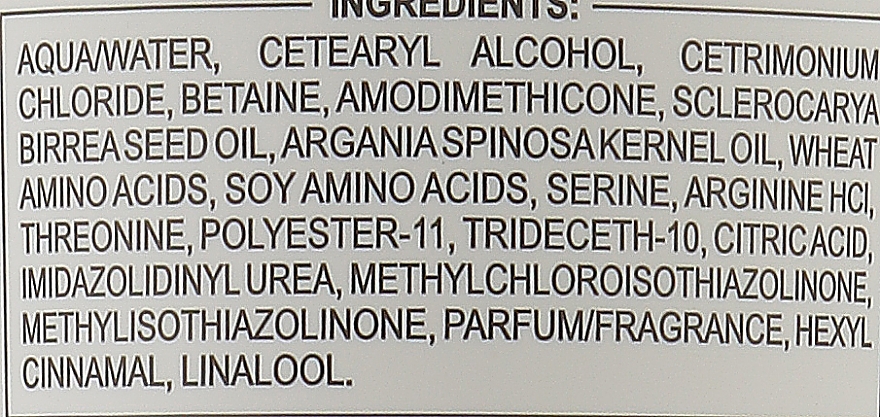 INGREDIENTS:
AQUA/WATER, CETEARYL ALCOHOL, CETRIMONIUM
CHLORIDE, BETAINE, AMODIMETHICONE, SCLEROCARYA
BIRREA SEED OIL, ARGANIA SPINOSA KERNEL OIL, WHEAT
AMINO ACIDS, SOY AMINO ACIDS, SERINE, ARGININE HCl,
THREONINE, POLYESTER-11, TRIDECETH-10, CITRIC ACID,
IMIDAZOLIDINYL UREA, METHYLCHLOROISOTHIAZOLINONE,
METHYLISOTHIAZOLINONE, PARFUM/FRAGRANCE, HEXYL
CINNAMAL, LINALOOL.